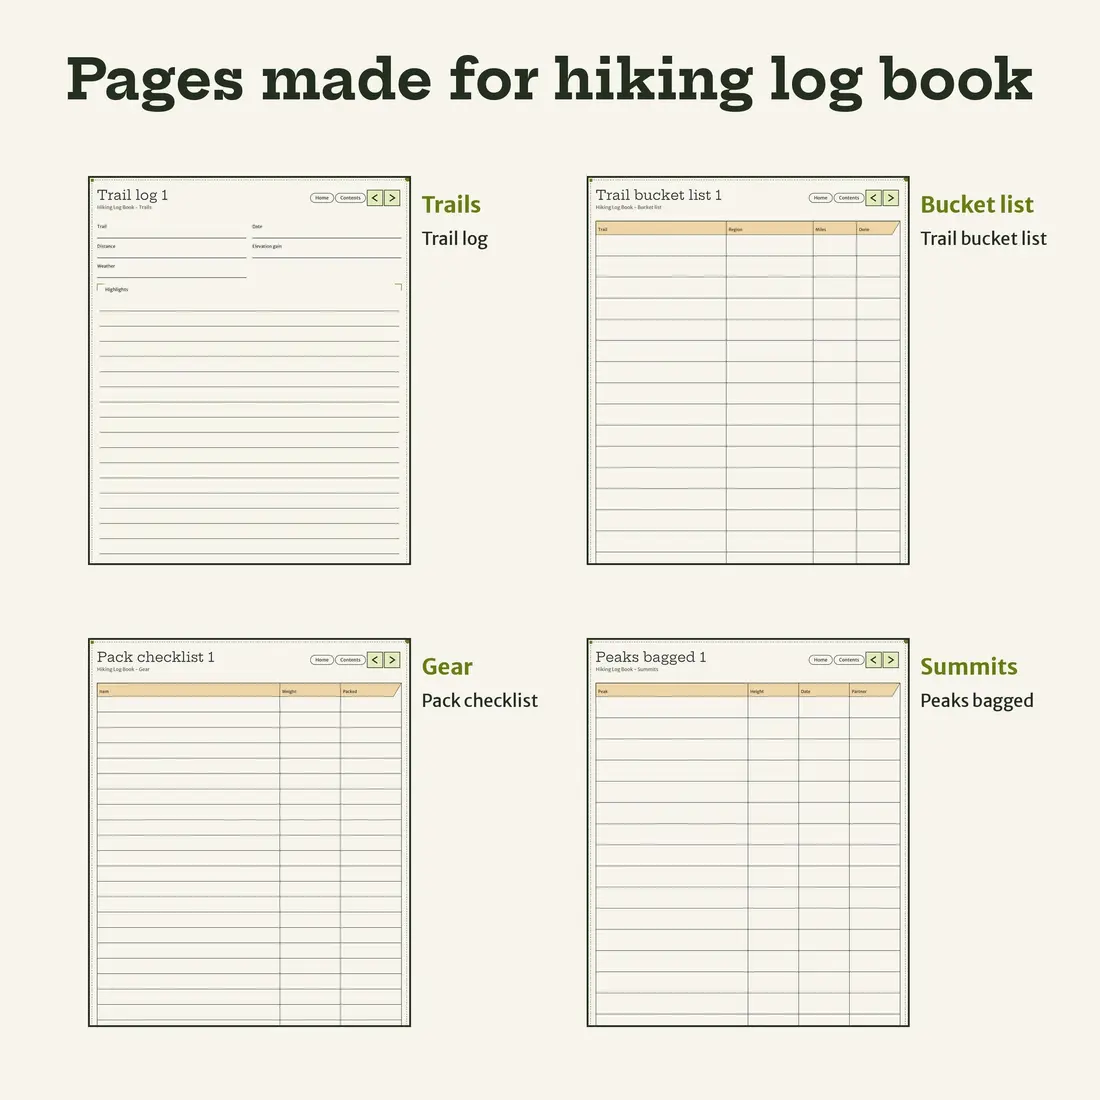 Pages made for hiking log book
Trail log 1
Hiking Log Book - Trails
Home
Contents
<
>
Trail
Date
Distance
Elevation gain
Weather
Highlights
Trails
Trail log
Trail bucket list 1
Hiking Log Book - Bucket list
Home
Contents
<
>
Trail
Region
Miles
Done
Bucket list
Trail bucket list
Pack checklist 1
Hiking Log Book - Gear
Home
Contents
<
>
Item
Weight
Packed
Gear
Pack checklist
Peaks bagged 1
Hiking Log Book - Summits
Home
Contents
<
>
Peak
Height
Date
Partner
Summits
Peaks bagged